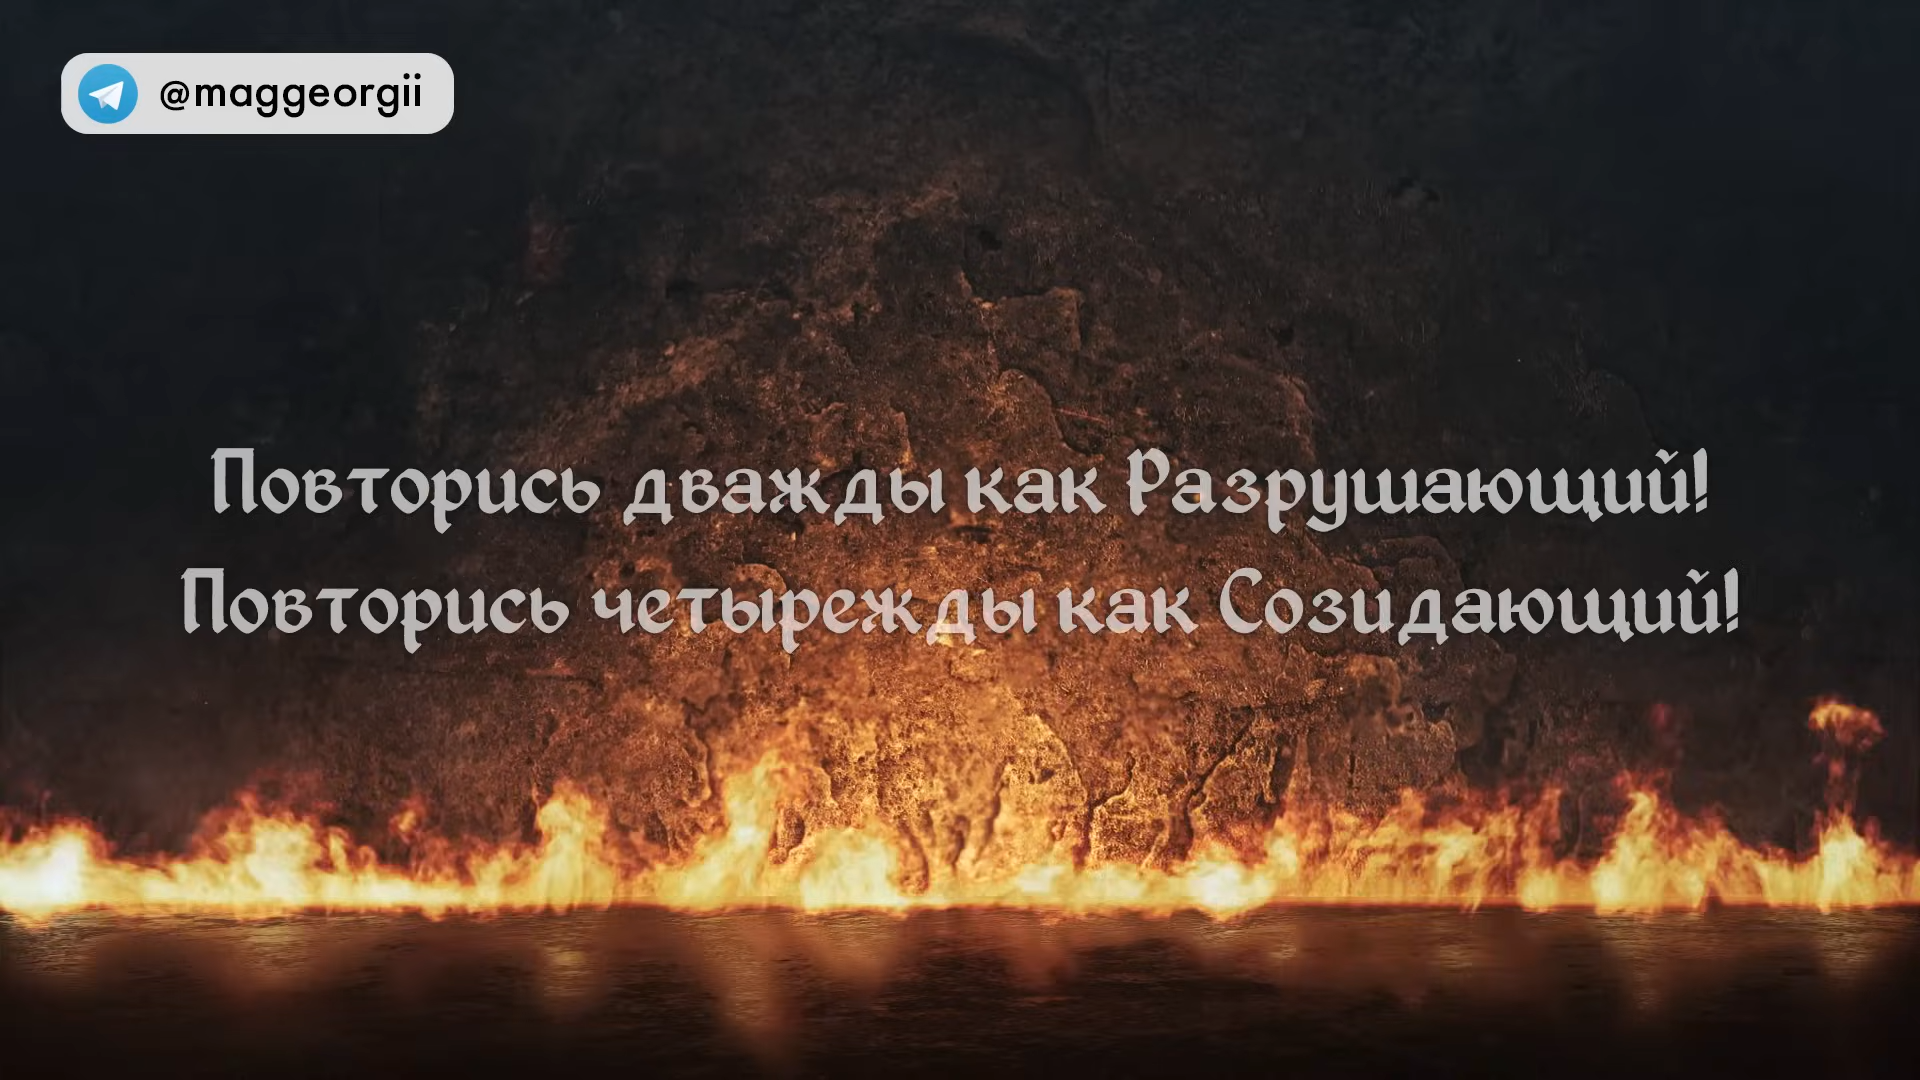 @maggeorgii
Повторись дважды как Разрушающий!
Повторись четырежды как Созидающий!